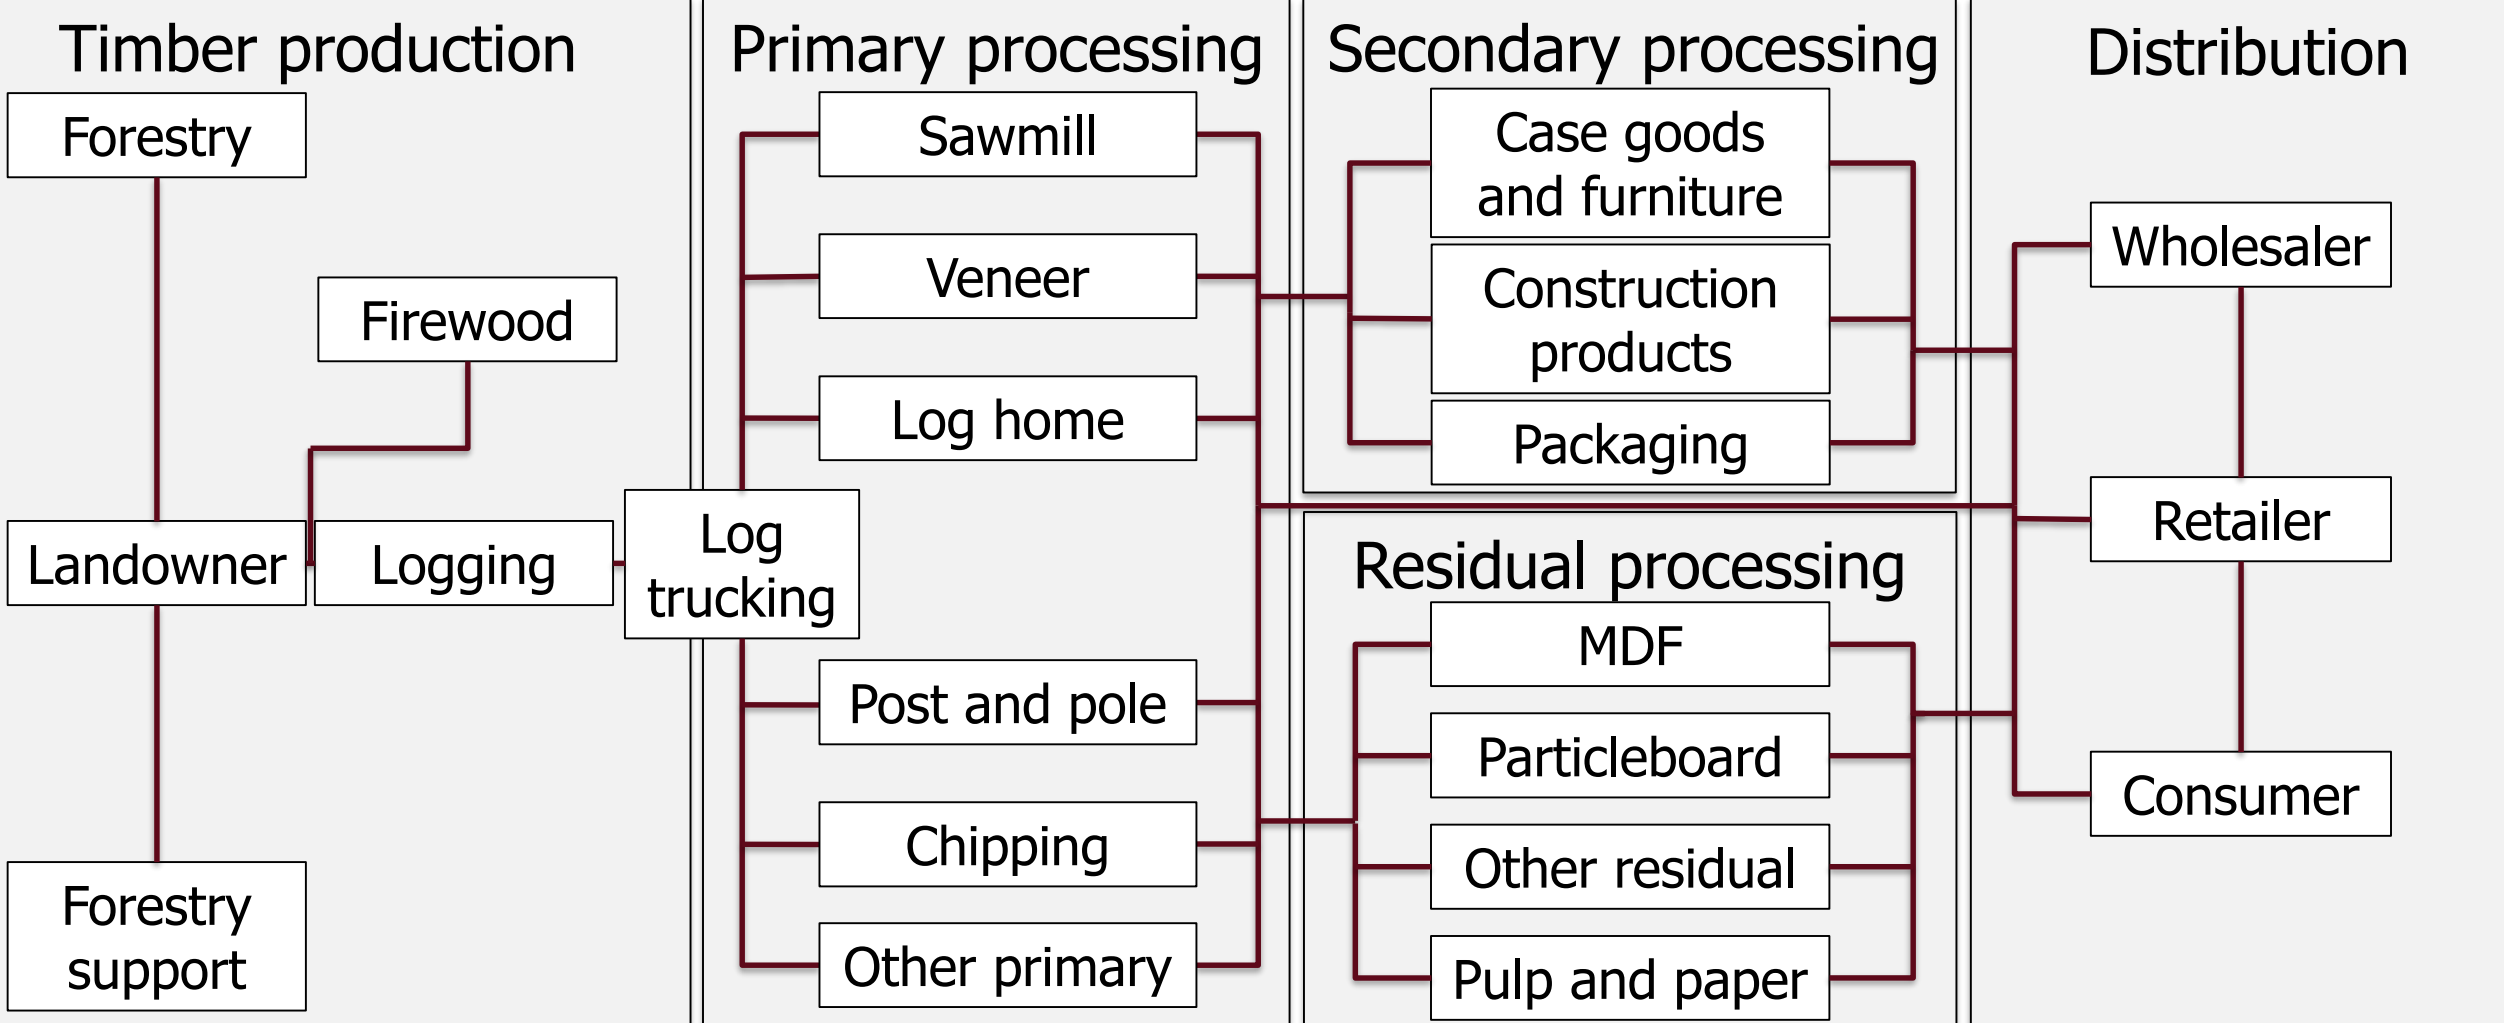 Timber production
Forestry
Firewood
Landowner
Logging
Log
trucking
Forestry
support
Primary processing
Sawmill
Veneer
Log home
Post and pole
Chipping
Other primary
Secondary processing
Case goods
and furniture
Construction
products
Packaging
Residual processing
MDF
Particleboard
Other residual
Pulp and paper
Distribution
Wholesaler
Retailer
Consumer